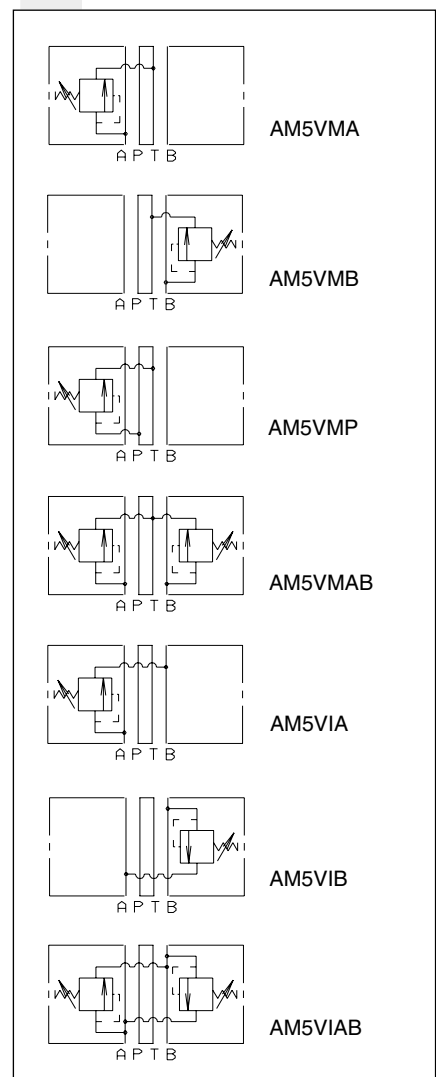 AM5VMA
A P T B
AM5VMB
A P T B
AM5VMP
A P T B
AM5VMAB
A P T B
AM5VIA
A P T B
AM5VIB
A P T B
AM5VIAB
A P T B